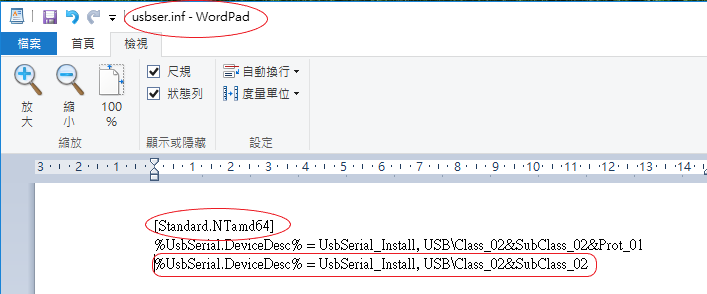 usbser.inf - WordPad
檔案 首頁 檢視
放大 縮小 100%
尺規
狀態列
自動換行
度量單位
縮放 顯示或隱藏 設定
3 2 1 1 2 3 4 5 6 7 8 9 10 11 12 13 14
[Standard.NTamd64]
%UsbSerial.DeviceDesc% = UsbSerial_Install, USB\Class_02&SubClass_02&Prot_01
%UsbSerial.DeviceDesc% = UsbSerial_Install, USB\Class_02&SubClass_02